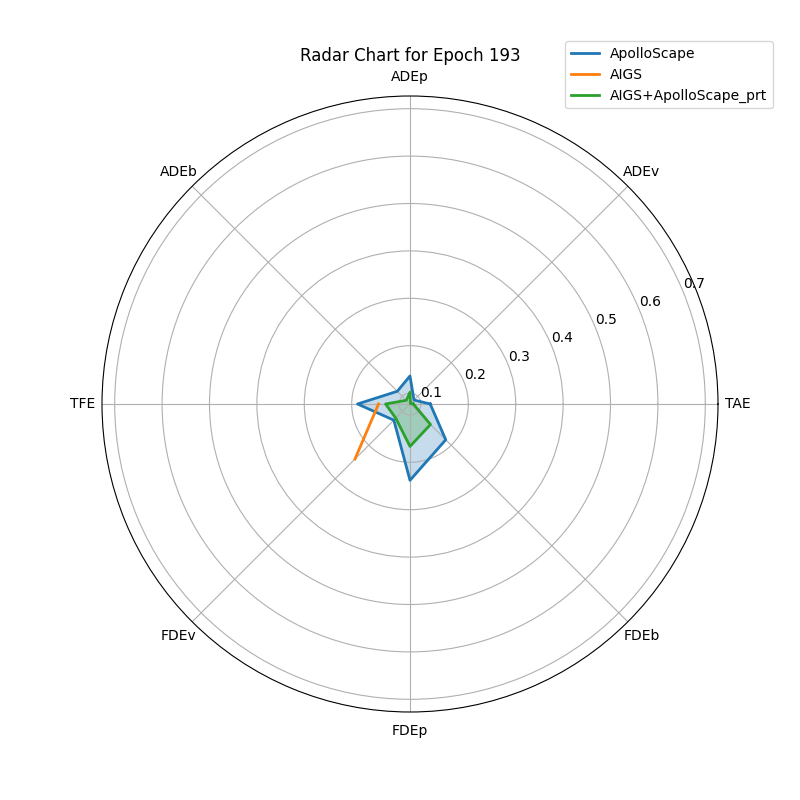 Radar Chart for Epoch 193
ApolloScape
AIGS
AIGS+ApolloScape_prt
ADEp
ADEb
ADEv
0.7
0.6
0.5
0.4
0.3
0.2
0.1
TFE
TAE
FDEv
FDEb
FDEp